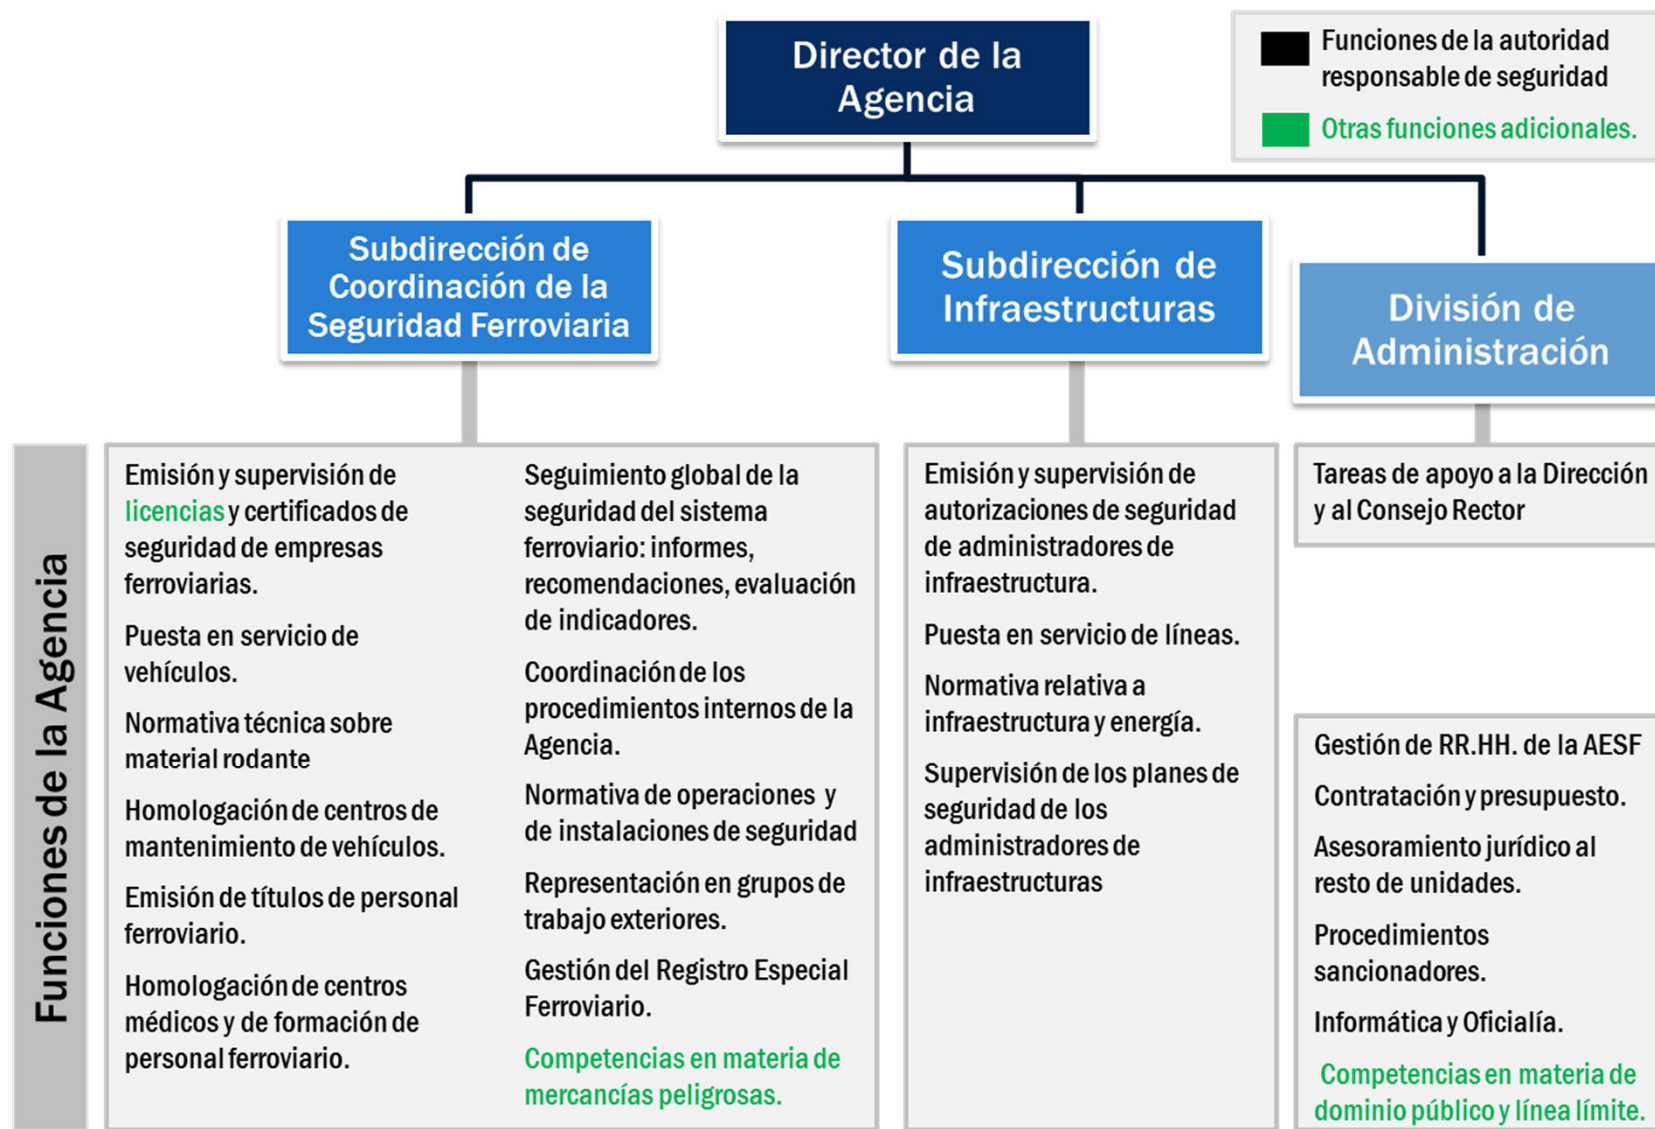 Director de la
Agencia
Funciones de la autoridad
responsable de seguridad
Otras funciones adicionales.
Subdirección de
Coordinación de la
Seguridad Ferroviaria
Subdirección de
Infraestructuras
División de
Administración
Funciones de la Agencia
Emisión y supervisión de
licencias y certificados de
seguridad de empresas
ferroviarias.
Puesta en servicio de
vehículos.
Normativa técnica sobre
material rodante
Homologación de centros de
mantenimiento de vehículos.
Emisión de títulos de personal
ferroviario.
Homologación de centros
médicos y de formación de
personal ferroviario.
Seguimiento global de la
seguridad del sistema
ferroviario: informes,
recomendaciones, evaluación
de indicadores.
Coordinación de los
procedimientos internos de la
Agencia.
Normativa de operaciones y
de instalaciones de seguridad
Representación en grupos de
trabajo exteriores.
Gestión del Registro Especial
Ferroviario.
Competencias en materia de
mercancías peligrosas.
Emisión y supervisión de
autorizaciones de seguridad
de administradores de
infraestructura.
Puesta en servicio de líneas.
Normativa relativa a
infraestructura y energía.
Supervisión de los planes de
seguridad de los
administradores de
infraestructuras
Tareas de apoyo a la Dirección
y al Consejo Rector
Gestión de RR.HH. de la AESF
Contratación y presupuesto.
Asesoramiento jurídico al
resto de unidades.
Procedimientos
sancionadores.
Informática y Oficialía.
Competencias en materia de
dominio público y línea límite.